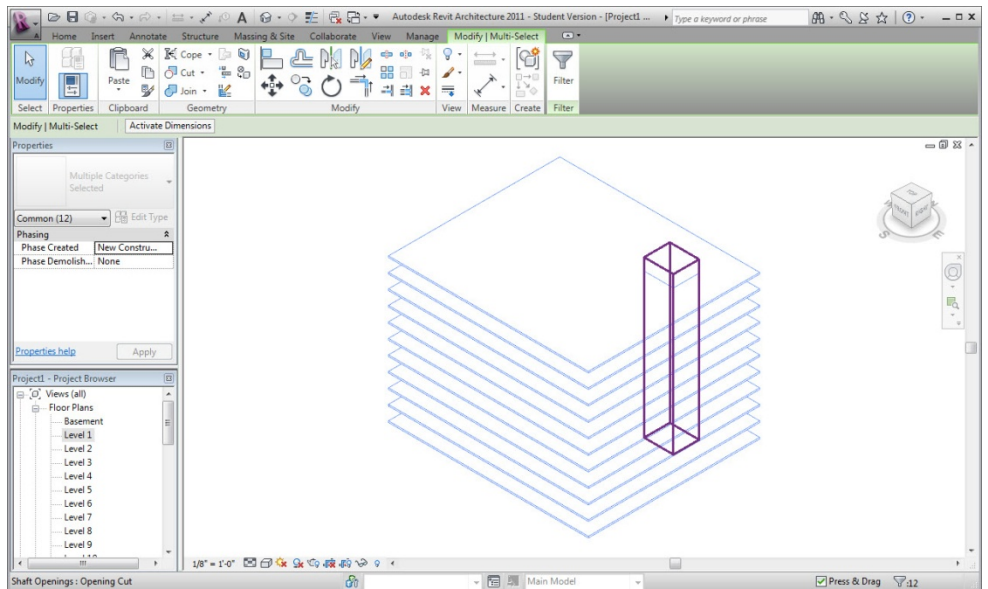 Autodesk Revit Architecture 2011 - Student Version - [Project1 ... Type a keyword or phrase
Home Insert Annotate Structure Massing & Site Collaborate View Manage Modify | Multi-Select
Modify Paste Cope Cut Join Filter
Select Properties Clipboard Geometry Modify View Measure Create Filter
Modify | Multi-Select Activate Dimensions
Properties
Multiple Categories
Selected
Common (12) Edit Type
Phasing
Phase Created New Constru...
Phase Demolish... None
Properties help Apply
Project1 - Project Browser
Views (all)
Floor Plans
Basement
Level 1
Level 2
Level 3
Level 4
Level 5
Level 6
Level 7
Level 8
Level 9
1/8" = 1'-0"
Shaft Openings : Opening Cut Main Model Press & Drag :12
TOP
S E